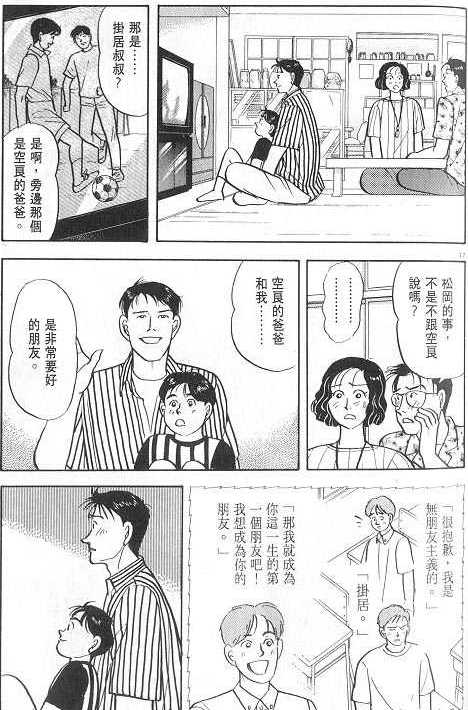 那是……
掛居叔叔？
是啊，旁邊那個
是空良的爸爸。
17
松岡的事，
不是不跟空良
說嗎？
………
………
空良的爸爸
和我……
是非常要好
的朋友。
「很抱歉，我是
無朋友主義的。」
「掛居。」
「那我就成為
你這一生的第
一個朋友吧！
我想成為你的
朋友。」